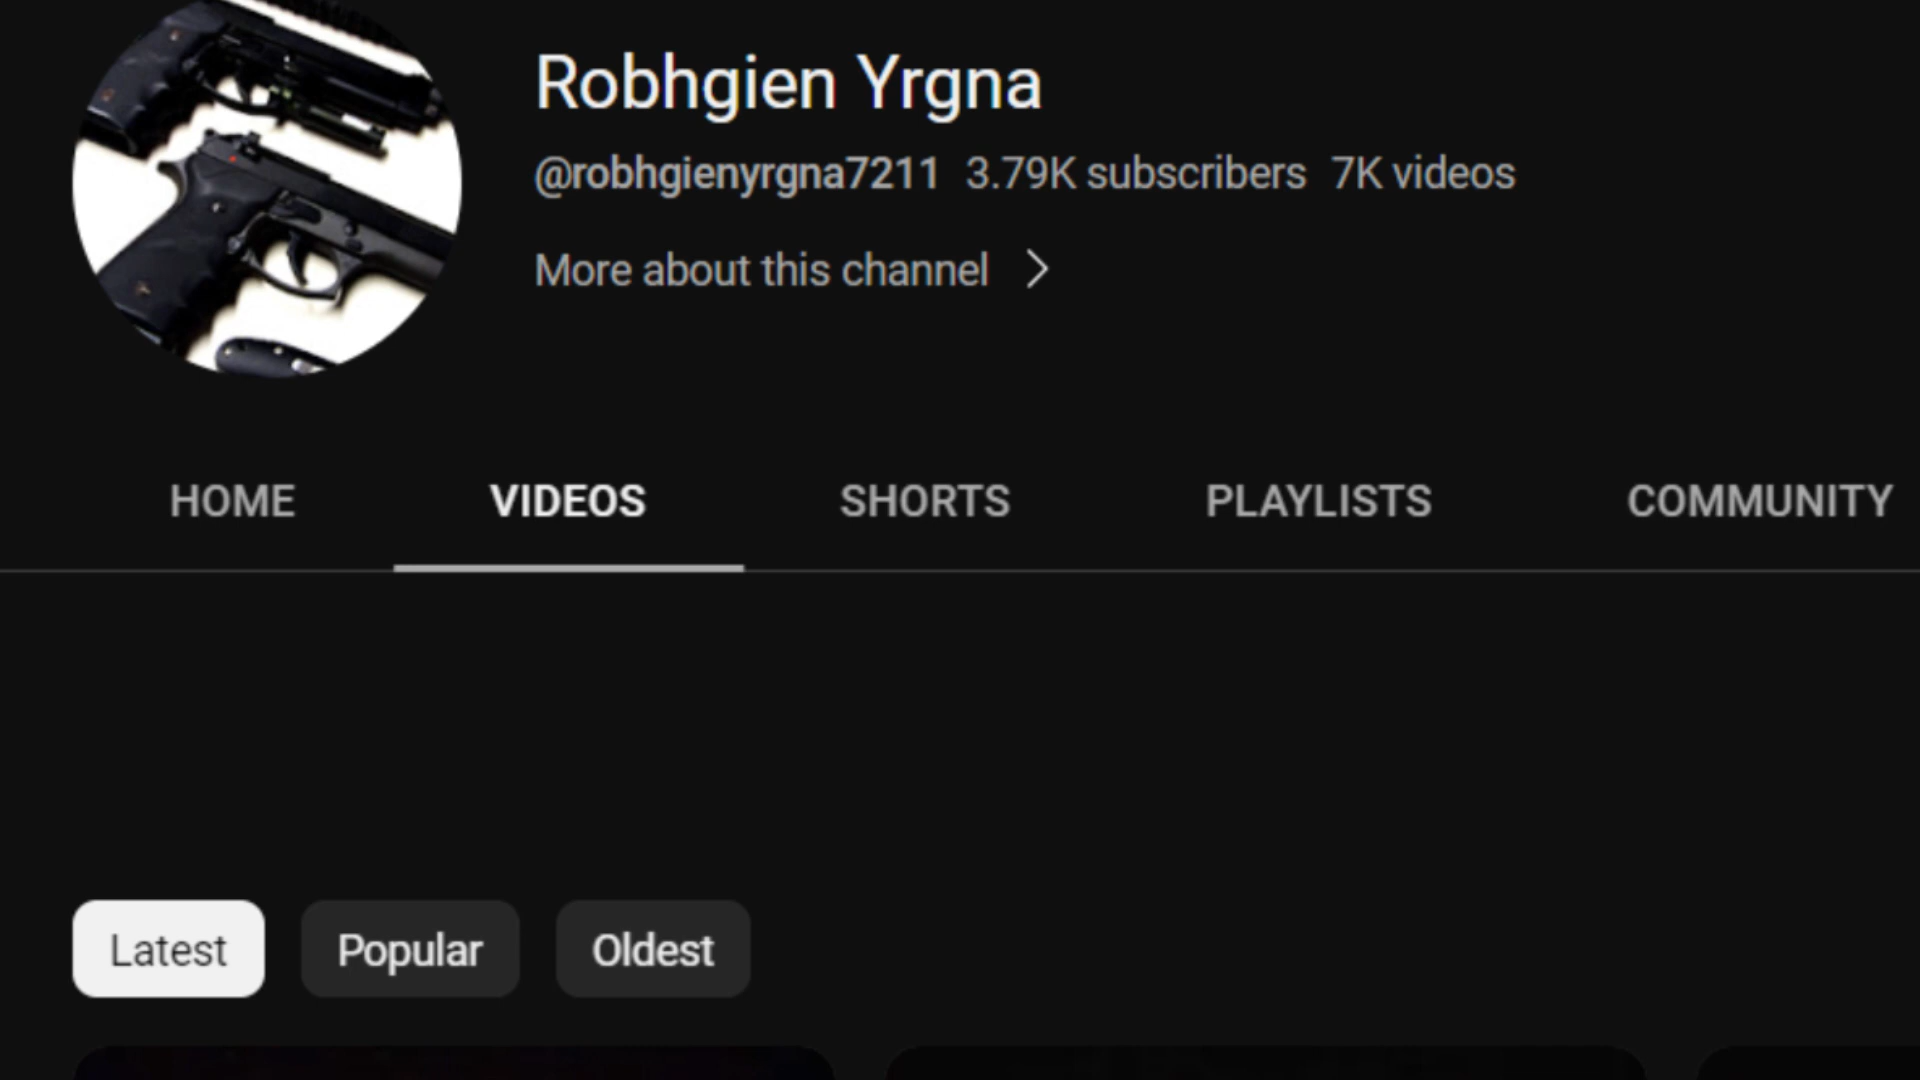 Robhgien Yrgna
@robhgienyrgna7211 3.79K subscribers 7K videos
More about this channel
HOME VIDEOS SHORTS PLAYLISTS COMMUNITY
Latest Popular Oldest